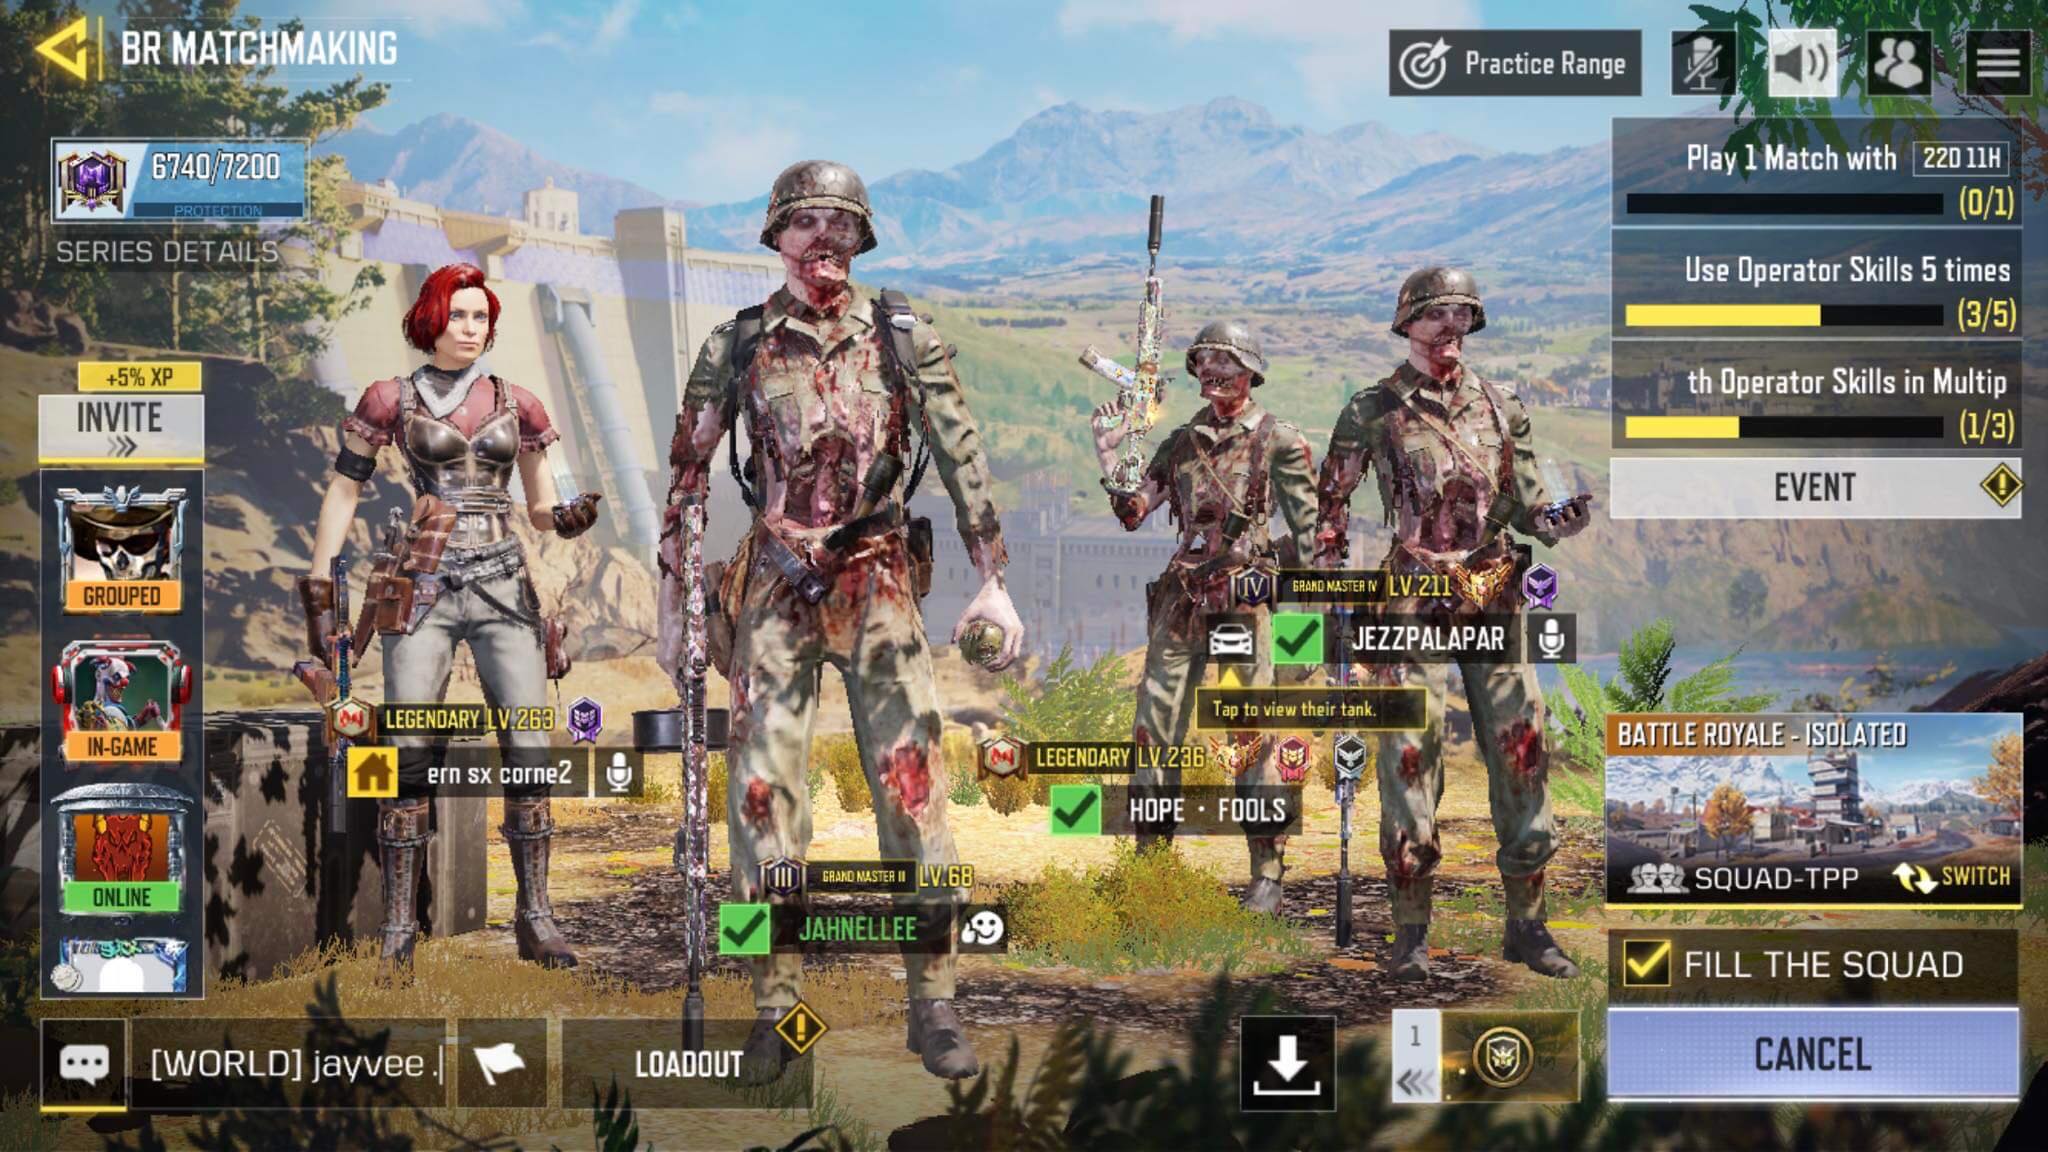 BR MATCHMAKING
Practice Range
6740/7200
PROTECTION
SERIES DETAILS
Play 1 Match with
22D 11H
(0/1)
Use Operator Skills 5 times
(3/5)
th Operator Skills in Multip
(1/3)
EVENT
+5% XP
INVITE
GROUPED
IN-GAME
ONLINE
IV GRAND MASTER IV LV.211
JEZZPALAPAR
Tap to view their tank.
LEGENDARY LV.263
ern sx corne2
LEGENDARY LV.236
HOPE · FOOLS
III GRAND MASTER III LV.68
JAHNELLEE
BATTLE ROYALE - ISOLATED
SQUAD-TPP
SWITCH
FILL THE SQUAD
CANCEL
[WORLD] jayvee .
LOADOUT
1